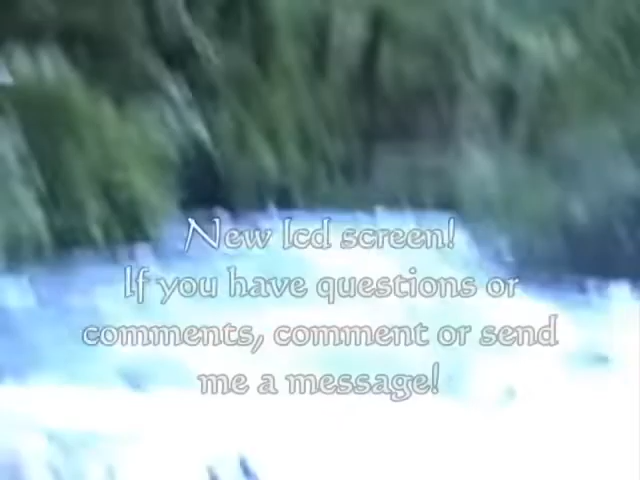 New lcd screen!
If you have questions or
comments, comment or send
me a message!